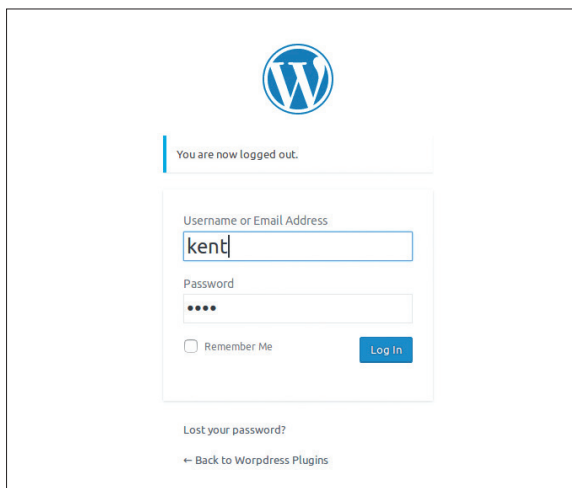 You are now logged out.
Username or Email Address
kent
Password
••••
Remember Me
Log In
Lost your password?
← Back to Worpdress Plugins